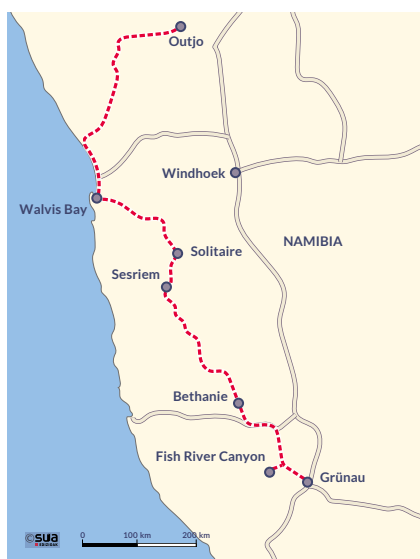 Outjo
Windhoek
Walvis Bay
NAMIBIA
Solitaire
Sesriem
Bethanie
Fish River Canyon
Grünau
©SUA
0 100 km 200 km